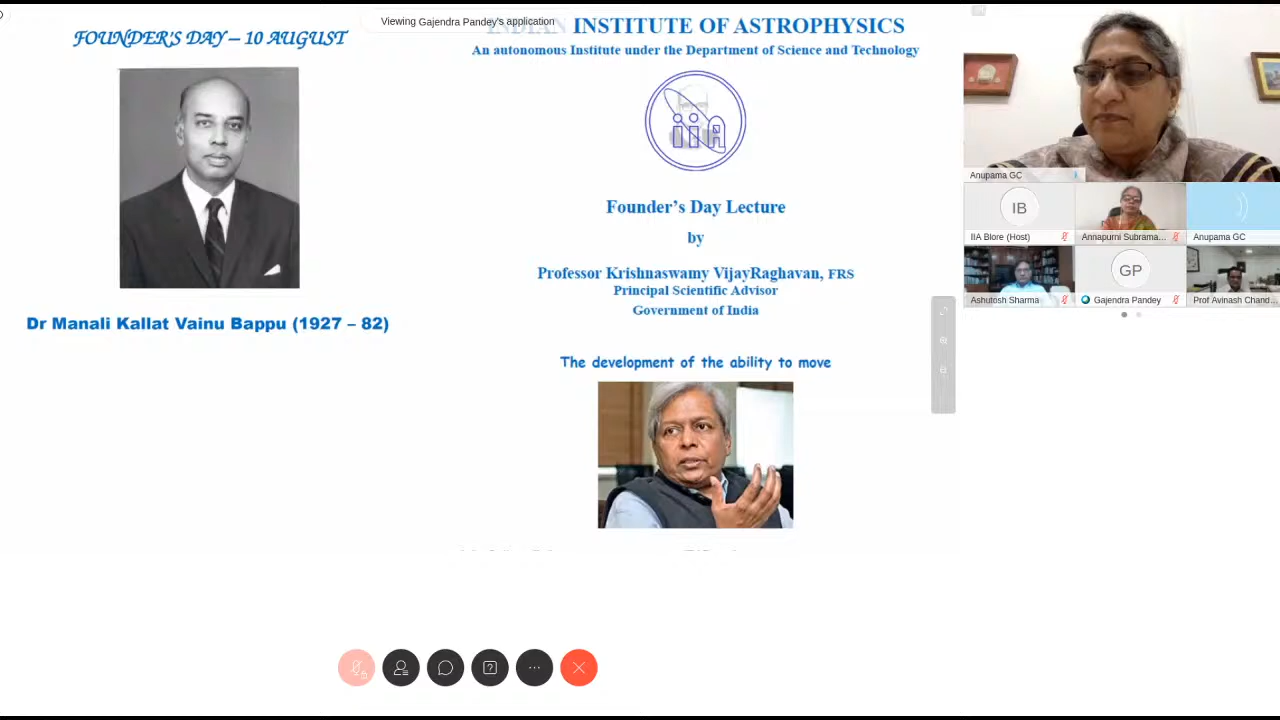 FOUNDER'S DAY – 10 AUGUST
Dr Manali Kallat Vainu Bappu (1927 – 82)
Viewing Gajendra Pandey's application
INDIAN INSTITUTE OF ASTROPHYSICS
An autonomous Institute under the Department of Science and Technology
iiA
Founder's Day Lecture
by
Professor Krishnaswamy VijayRaghavan, FRS
Principal Scientific Advisor
Government of India
The development of the ability to move
Anupama GC
IB
IIA Blore (Host)
Annapurni Subrama...
Anupama GC
Ashutosh Sharma
GP
Gajendra Pandey
Prof Avinash Chand...